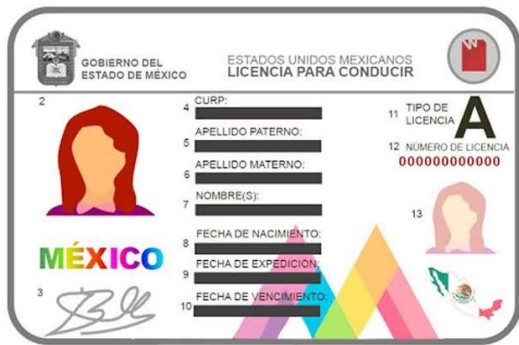 GOBIERNO DEL
ESTADO DE MÉXICO
ESTADOS UNIDOS MEXICANOS
LICENCIA PARA CONDUCIR
W
2
4 CURP:
5 APELLIDO PATERNO:
6 APELLIDO MATERNO:
7 NOMBRE(S):
8 FECHA DE NACIMIENTO:
9 FECHA DE EXPEDICIÓN:
10 FECHA DE VENCIMIENTO:
11 TIPO DE
LICENCIA A
12 NÚMERO DE LICENCIA
000000000000
13
MÉXICO
3